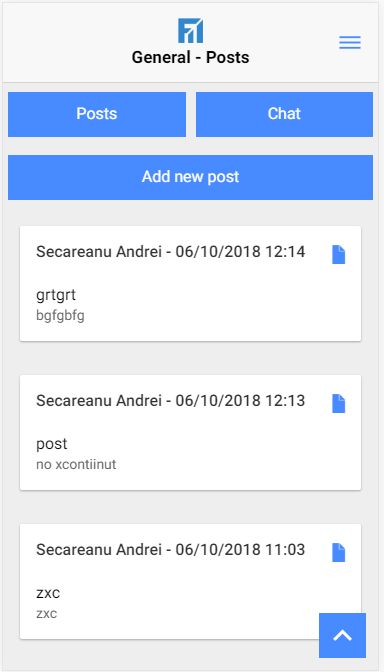 General - Posts
Posts
Chat
Add new post
Secareanu Andrei - 06/10/2018 12:14
grtgrt
bgfgbfg
Secareanu Andrei - 06/10/2018 12:13
post
no xcontiinut
Secareanu Andrei - 06/10/2018 11:03
zxc
zxc